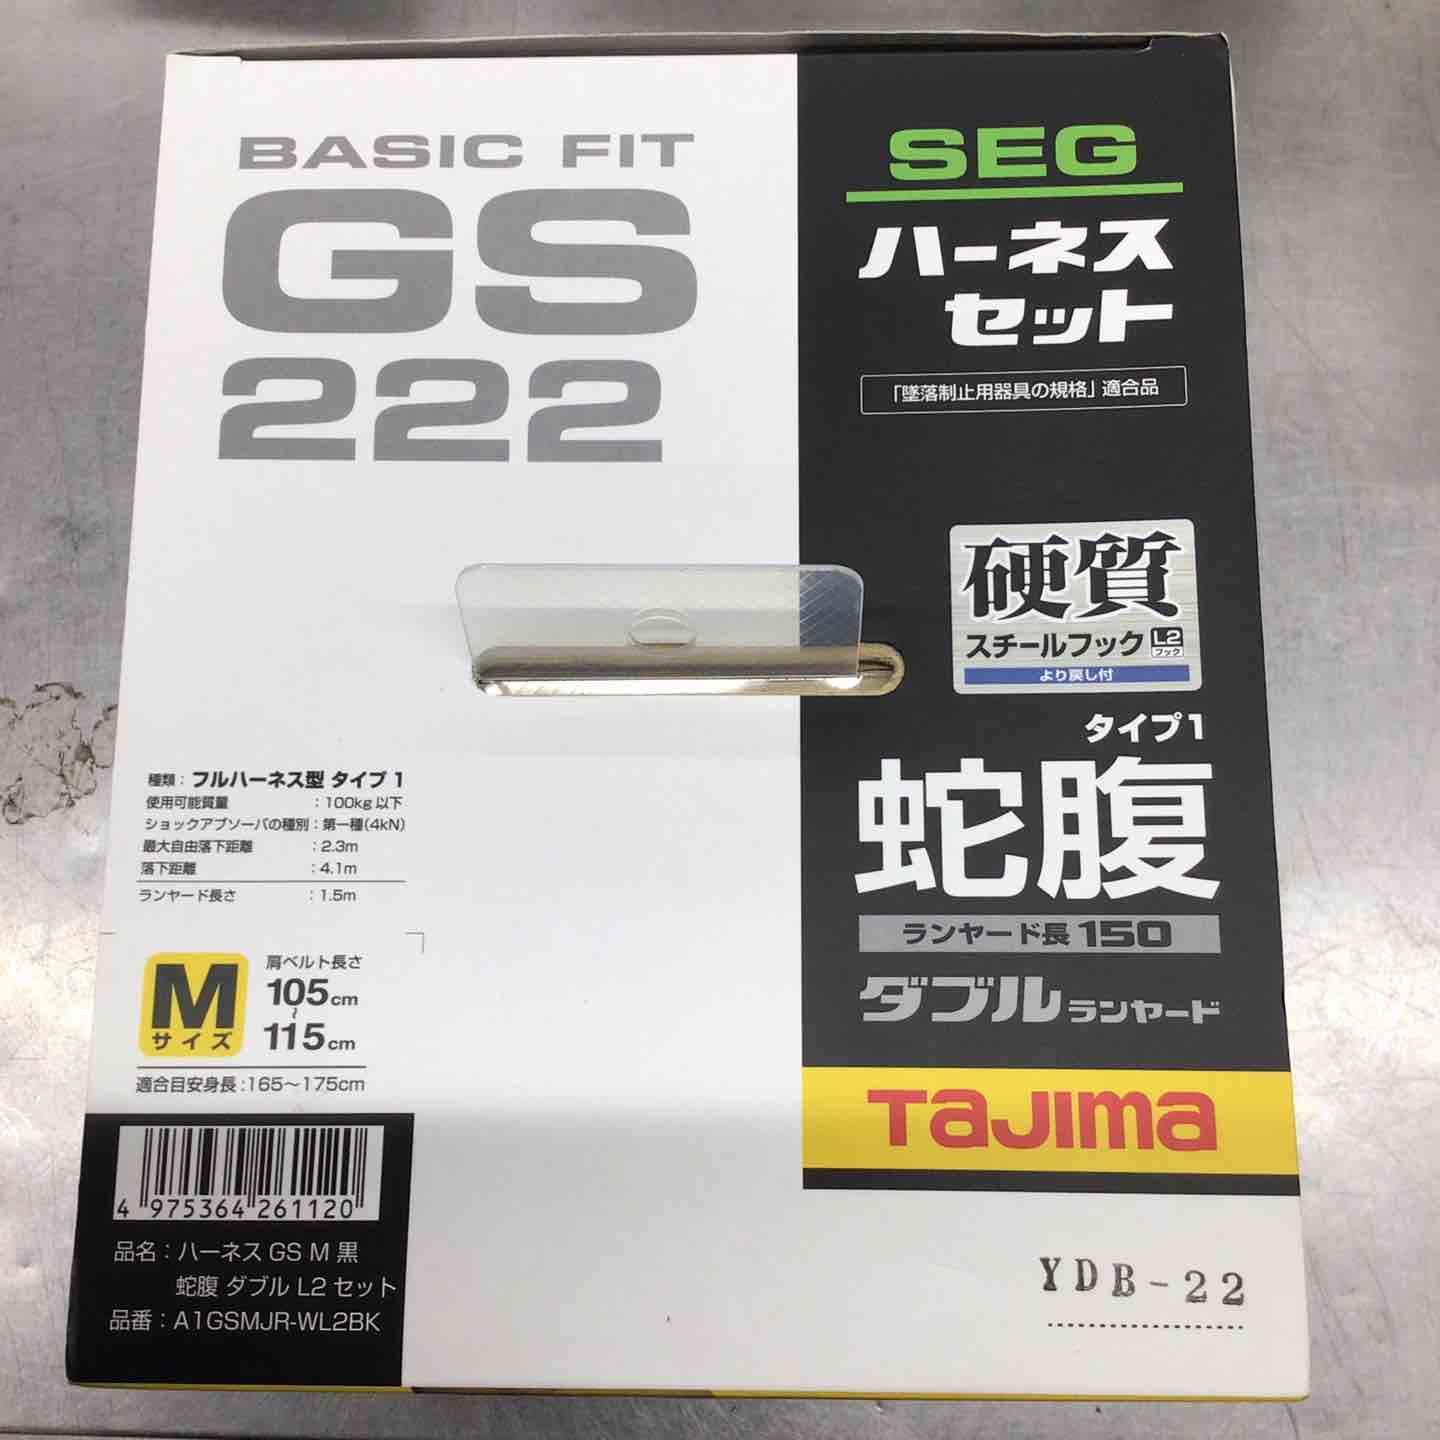 BASIC FIT
GS
222
SEG
ハーネス
セット
「墜落制止用器具の規格」適合品
硬質
スチールフック L2
フック
より戻し付
タイプ1
蛇腹
ランヤード長 150
ダブル ランヤード
TAJIMA
種類：フルハーネス型 タイプ 1
使用可能質量 ：100kg 以下
ショックアブソーバの種別：第一種(4kN)
最大自由落下距離 ：2.3m
落下距離 ：4.1m
ランヤード長さ ：1.5m
M
サイズ
肩ベルト長さ
105cm
～
115cm
適合目安身長：165～175cm
4 975364 261120
品名：ハーネス GS M 黒
蛇腹 ダブル L2 セット
品番：A1GSMJR-WL2BK
YDB-22